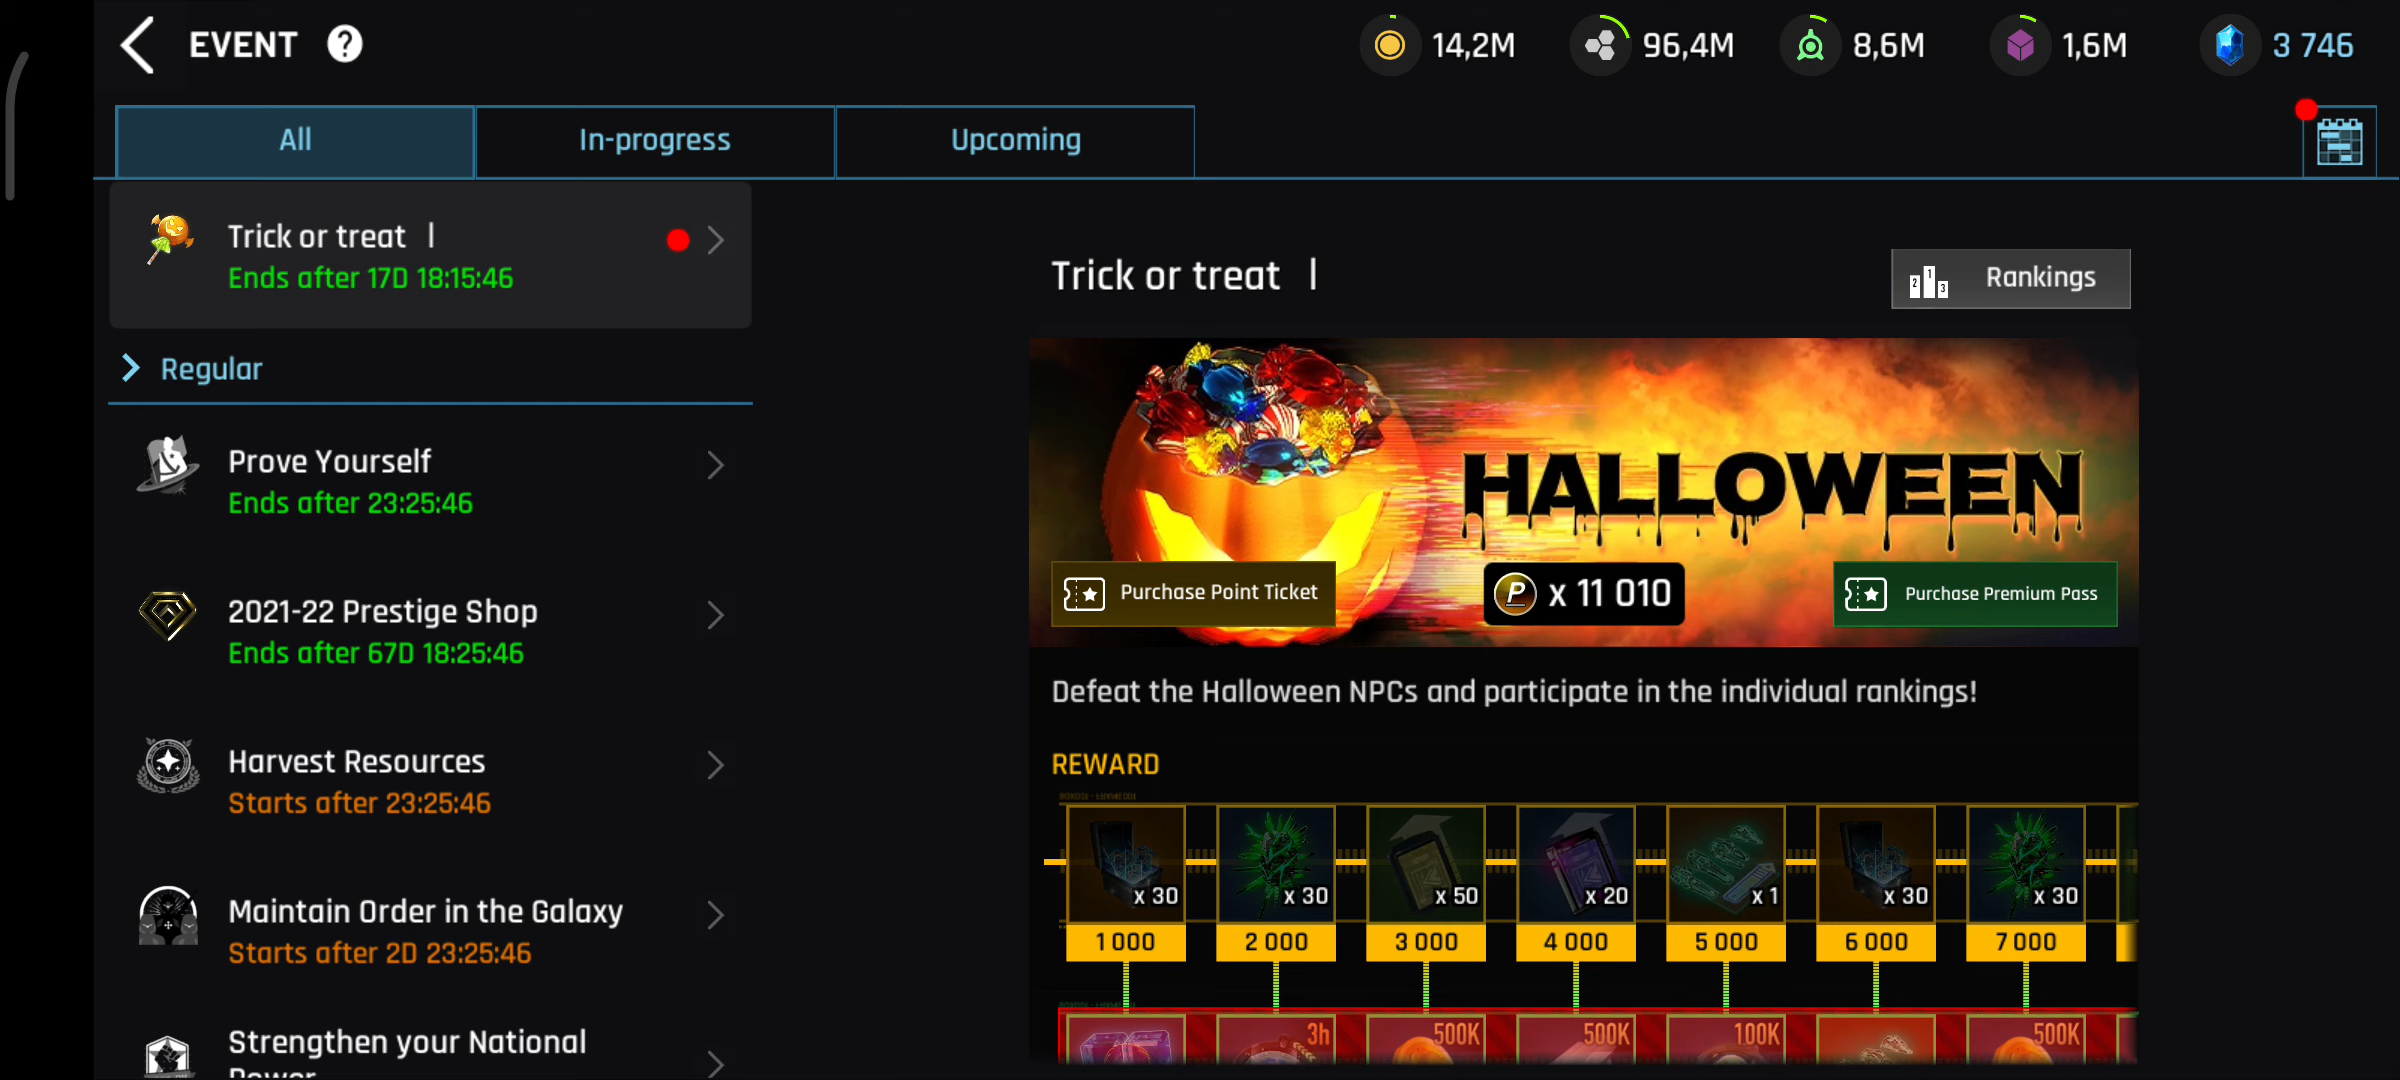 EVENT ?
14,2M 96,4M 8,6M 1,6M 3 746
All In-progress Upcoming
Trick or treat I
Ends after 17D 18:15:46
Regular
Prove Yourself
Ends after 23:25:46
2021-22 Prestige Shop
Ends after 67D 18:25:46
Harvest Resources
Starts after 23:25:46
Maintain Order in the Galaxy
Starts after 2D 23:25:46
Strengthen your National
Power
Trick or treat I
2 1 3 Rankings
HALLOWEEN
Purchase Point Ticket
P x 11 010
Purchase Premium Pass
Defeat the Halloween NPCs and participate in the individual rankings!
REWARD
x 30 x 30 x 50 x 20 x 1 x 30 x 30
1 000 2 000 3 000 4 000 5 000 6 000 7 000
3h 500K 500K 100K 500K